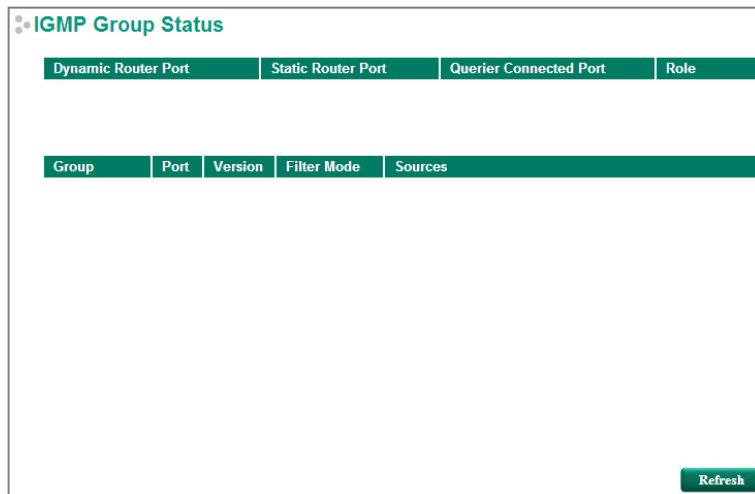 IGMP Group Status
Dynamic Router Port Static Router Port Querier Connected Port Role
Group Port Version Filter Mode Sources
Refresh